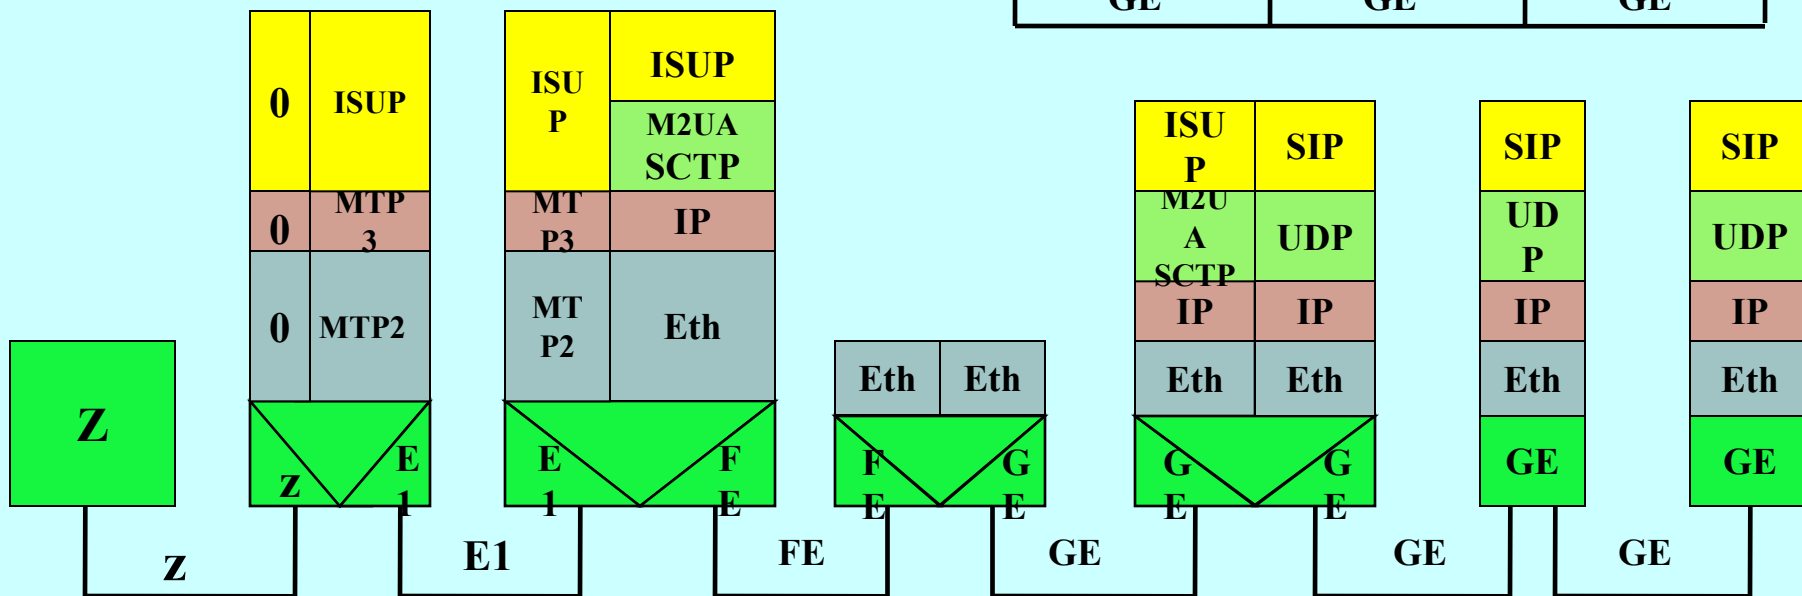 GE GE GE
0
ISUP
0
MTP
3
0
MTP2
ISU
P
ISUP
M2UA
SCTP
MT
P3
IP
MT
P2
Eth
Eth
Eth
ISU
P
SIP
M2U
A
SCTP
UDP
IP
IP
Eth
Eth
SIP
UD
P
IP
Eth
GE
SIP
UDP
IP
Eth
GE
Z
z
E
1
E
1
F
E
F
E
G
E
G
E
G
E
z
E1
FE
GE
GE
GE